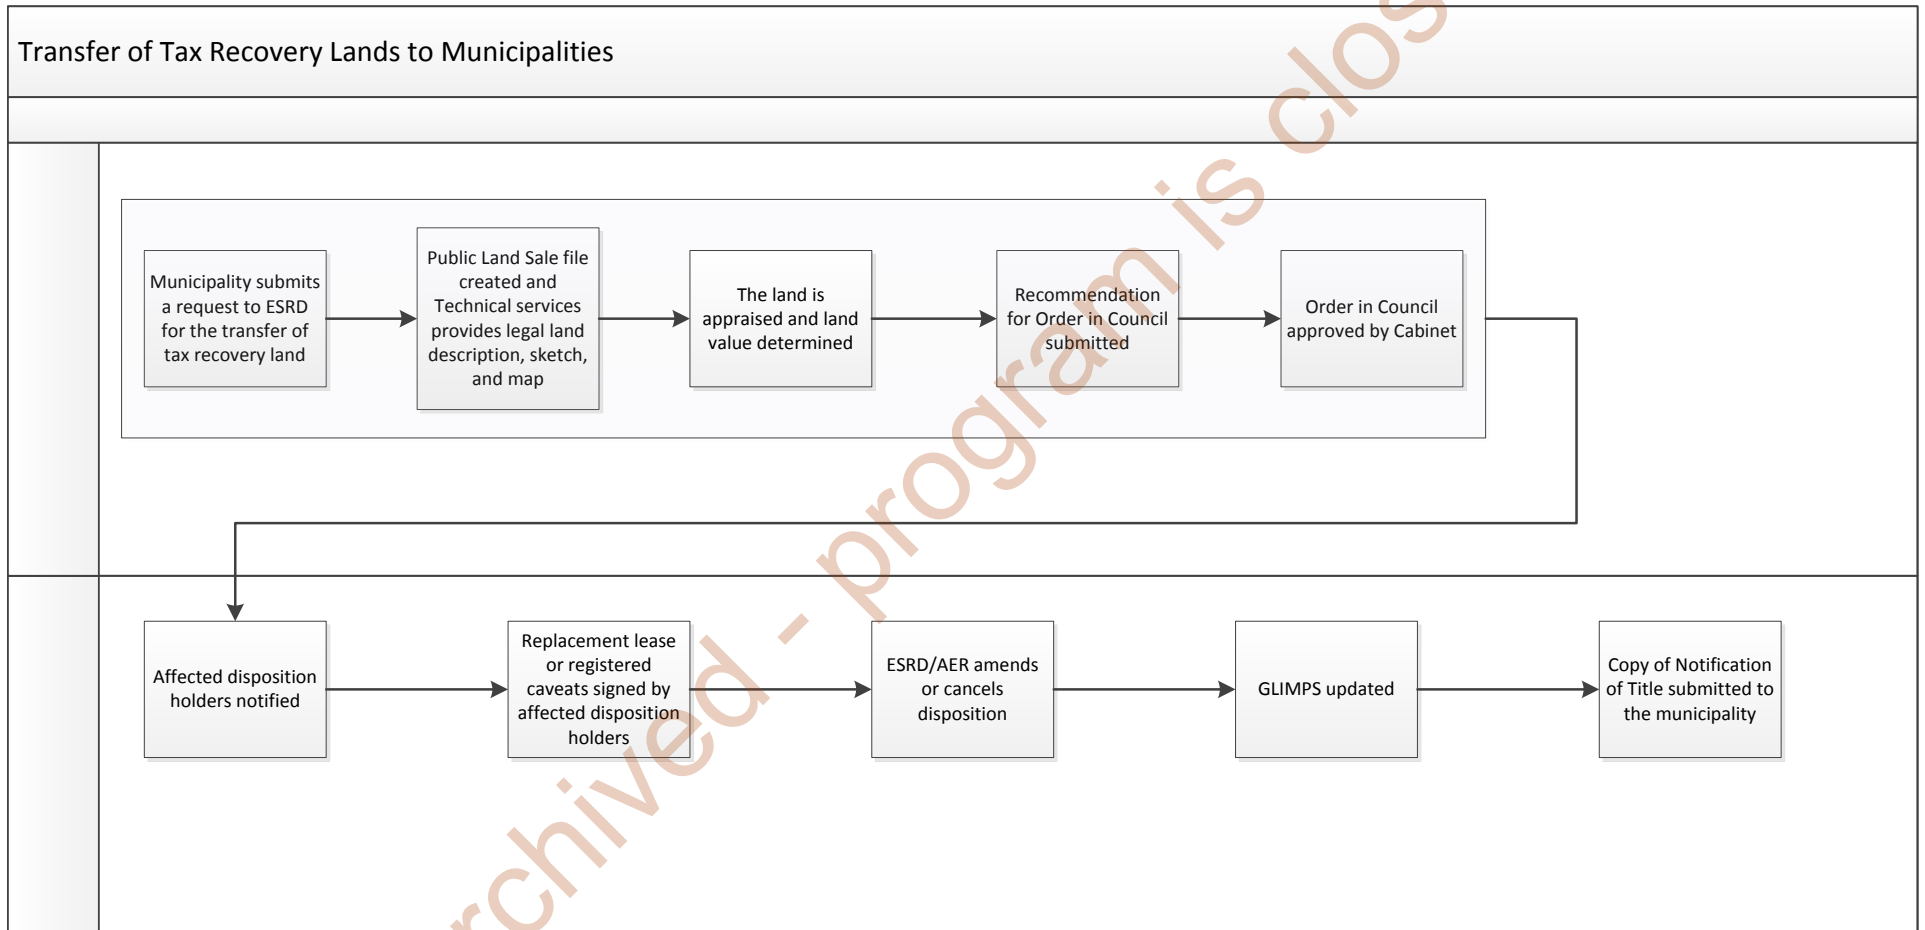 Transfer of Tax Recovery Lands to Municipalities
Municipality submits
a request to ESRD
for the transfer of
tax recovery land
Public Land Sale file
created and
Technical services
provides legal land
description, sketch,
and map
The land is
appraised and land
value determined
Recommendation
for Order in Council
submitted
Order in Council
approved by Cabinet
Affected disposition
holders notified
Replacement lease
or registered
caveats signed by
affected disposition
holders
ESRD/AER amends
or cancels
disposition
GLIMPS updated
Copy of Notification
of Title submitted to
the municipality
rchived - program is clos